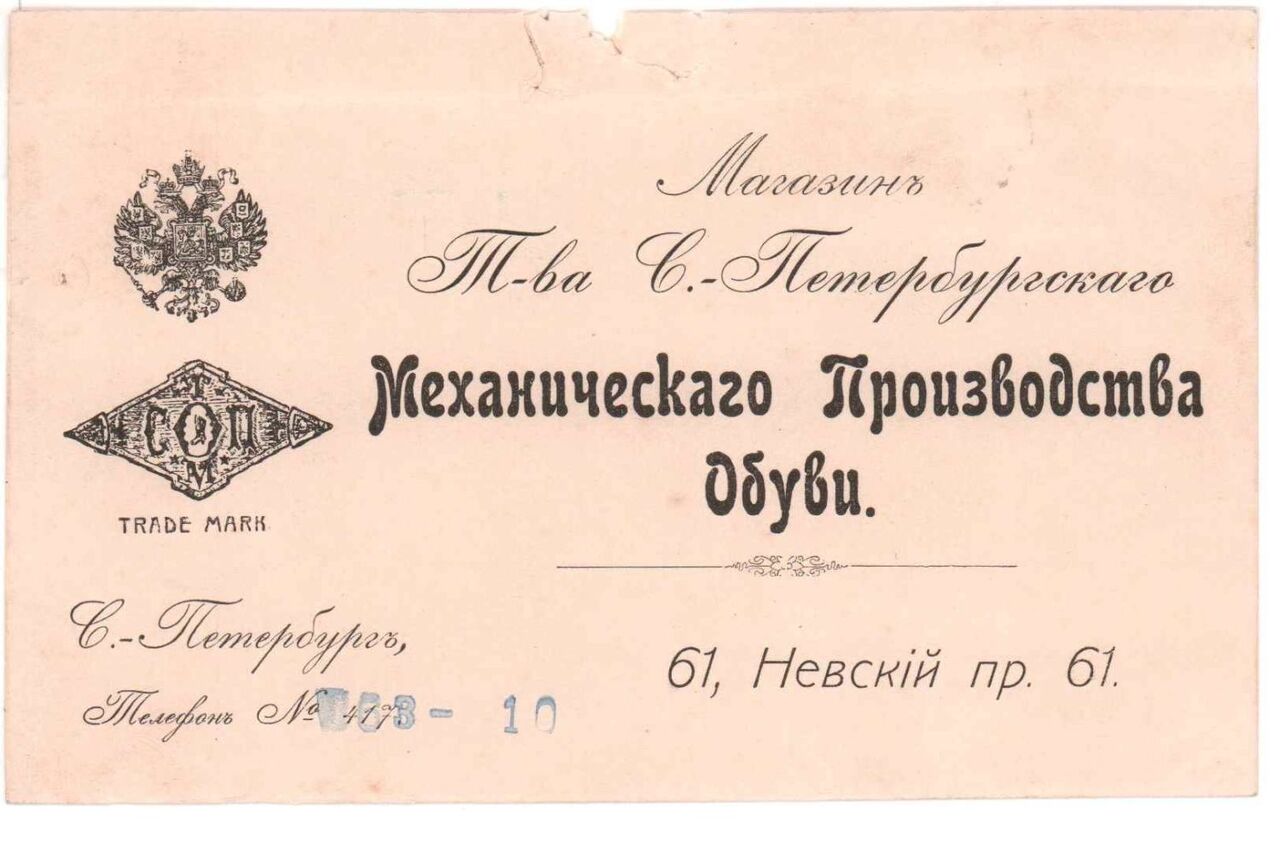 Магазинъ
Т-ва С.-Петербургскаго
Механическаго Производства
Обуви.
Т
С О П
М
TRADE MARK
С.-Петербургъ,
Телефонъ №
61, Невскій пр. 61.